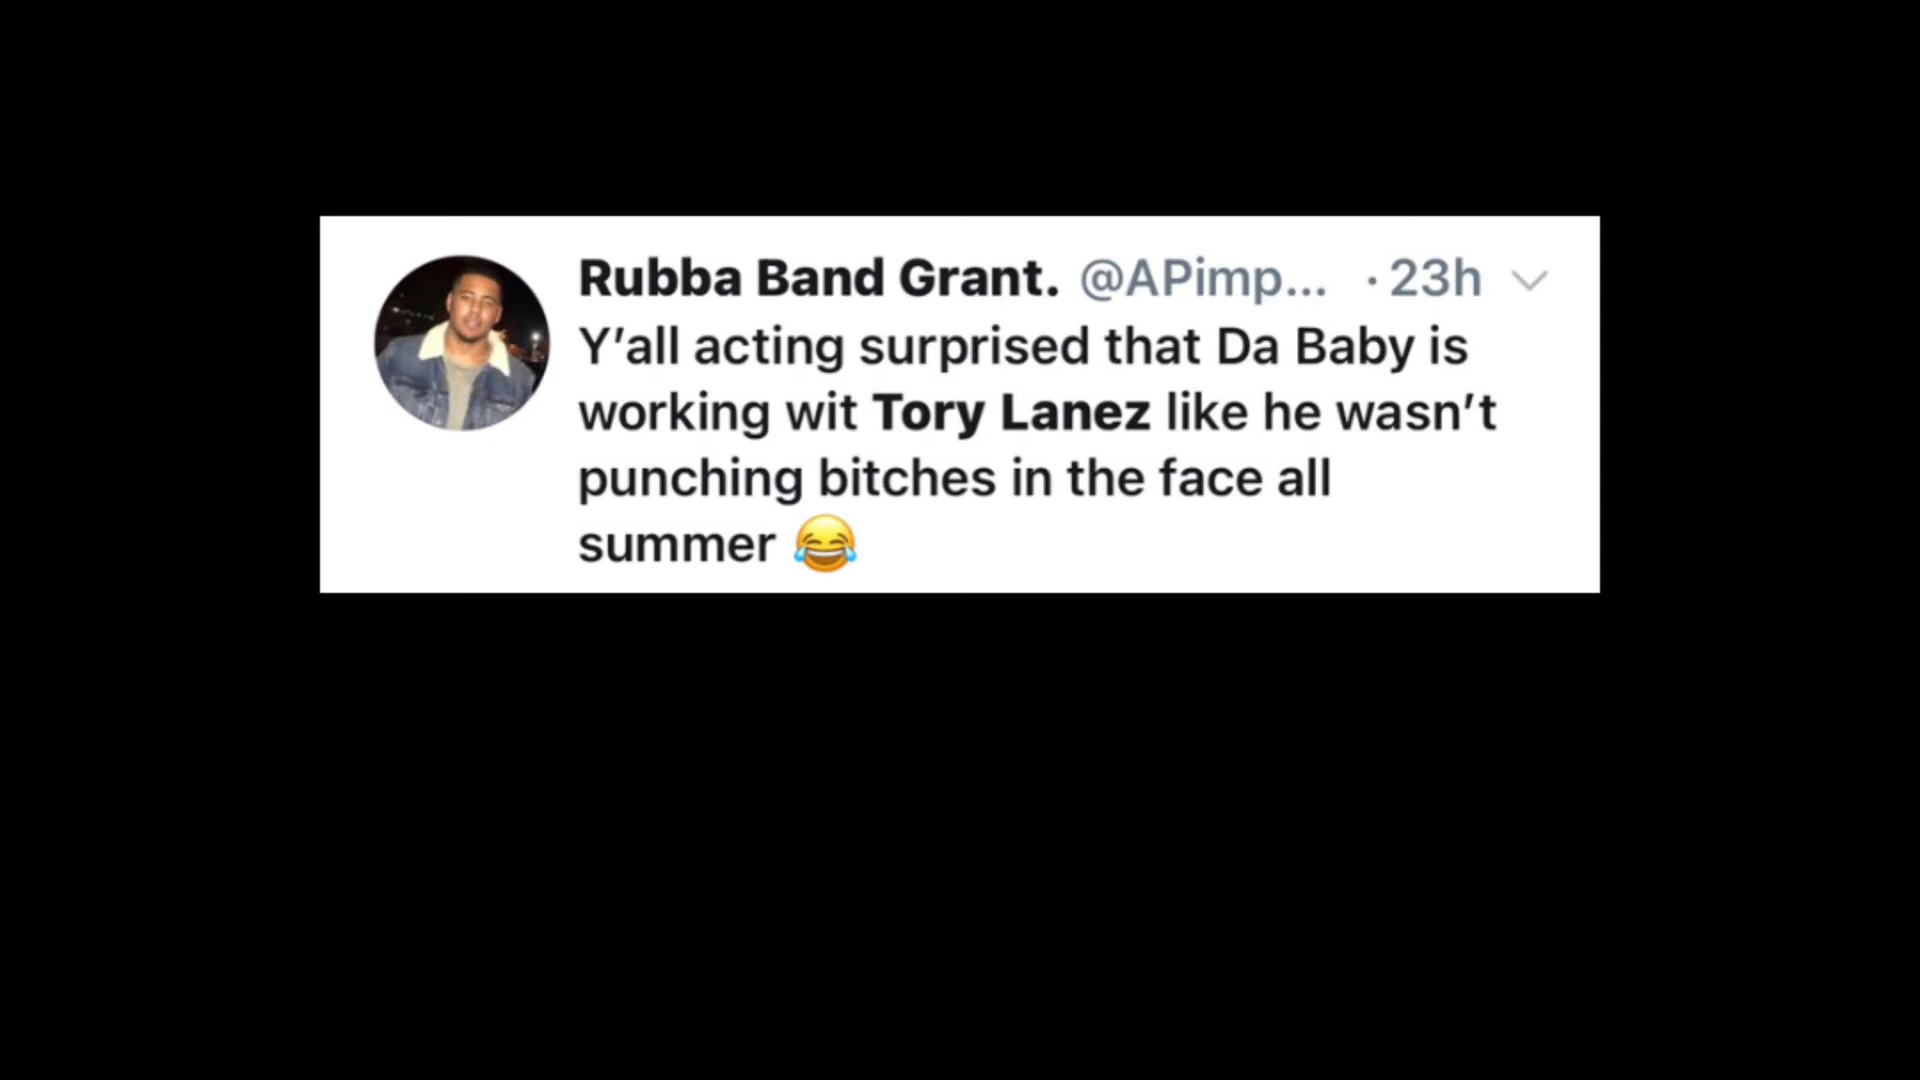 Rubba Band Grant. @APimp... · 23h
Y’all acting surprised that Da Baby is
working wit Tory Lanez like he wasn’t
punching bitches in the face all
summer 😂